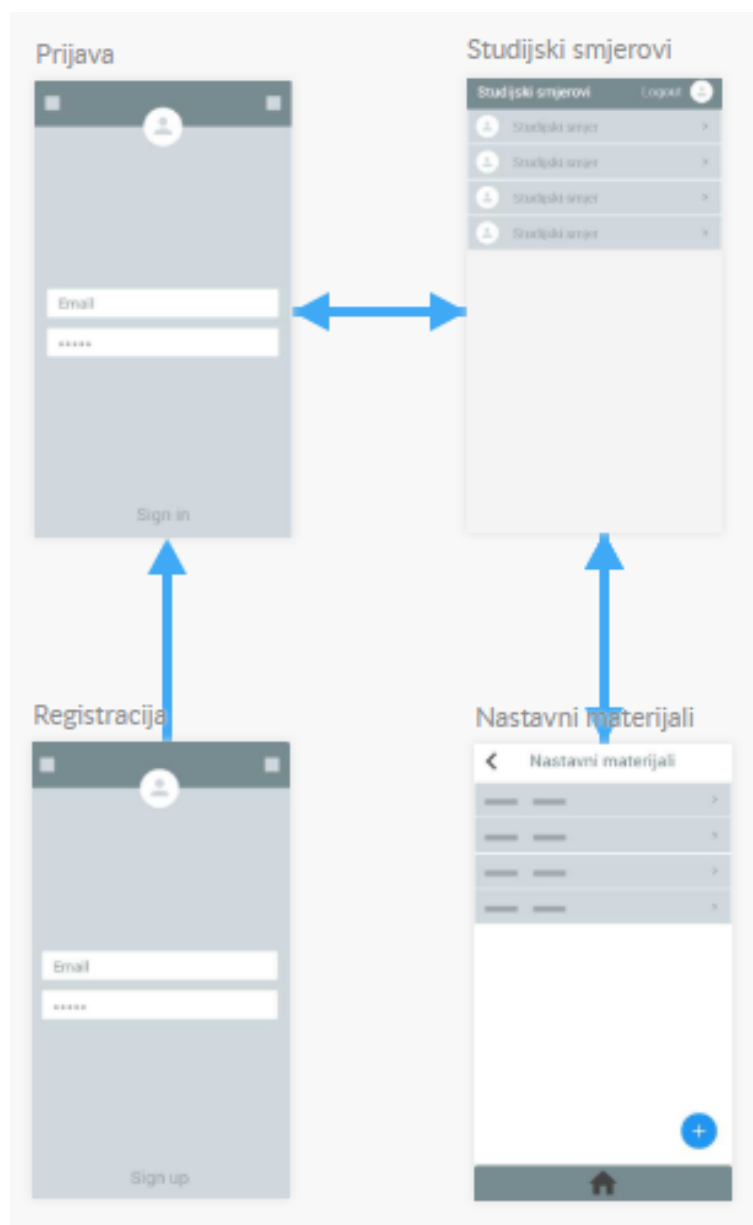 Prijava
Email
•••••
Sign in
Studijski smjerovi
Studijski smjerovi Logout
Studijski smjer
Studijski smjer
Studijski smjer
Studijski smjer
Registracija
Email
•••••
Sign up
Nastavni materijali
Nastavni materijali